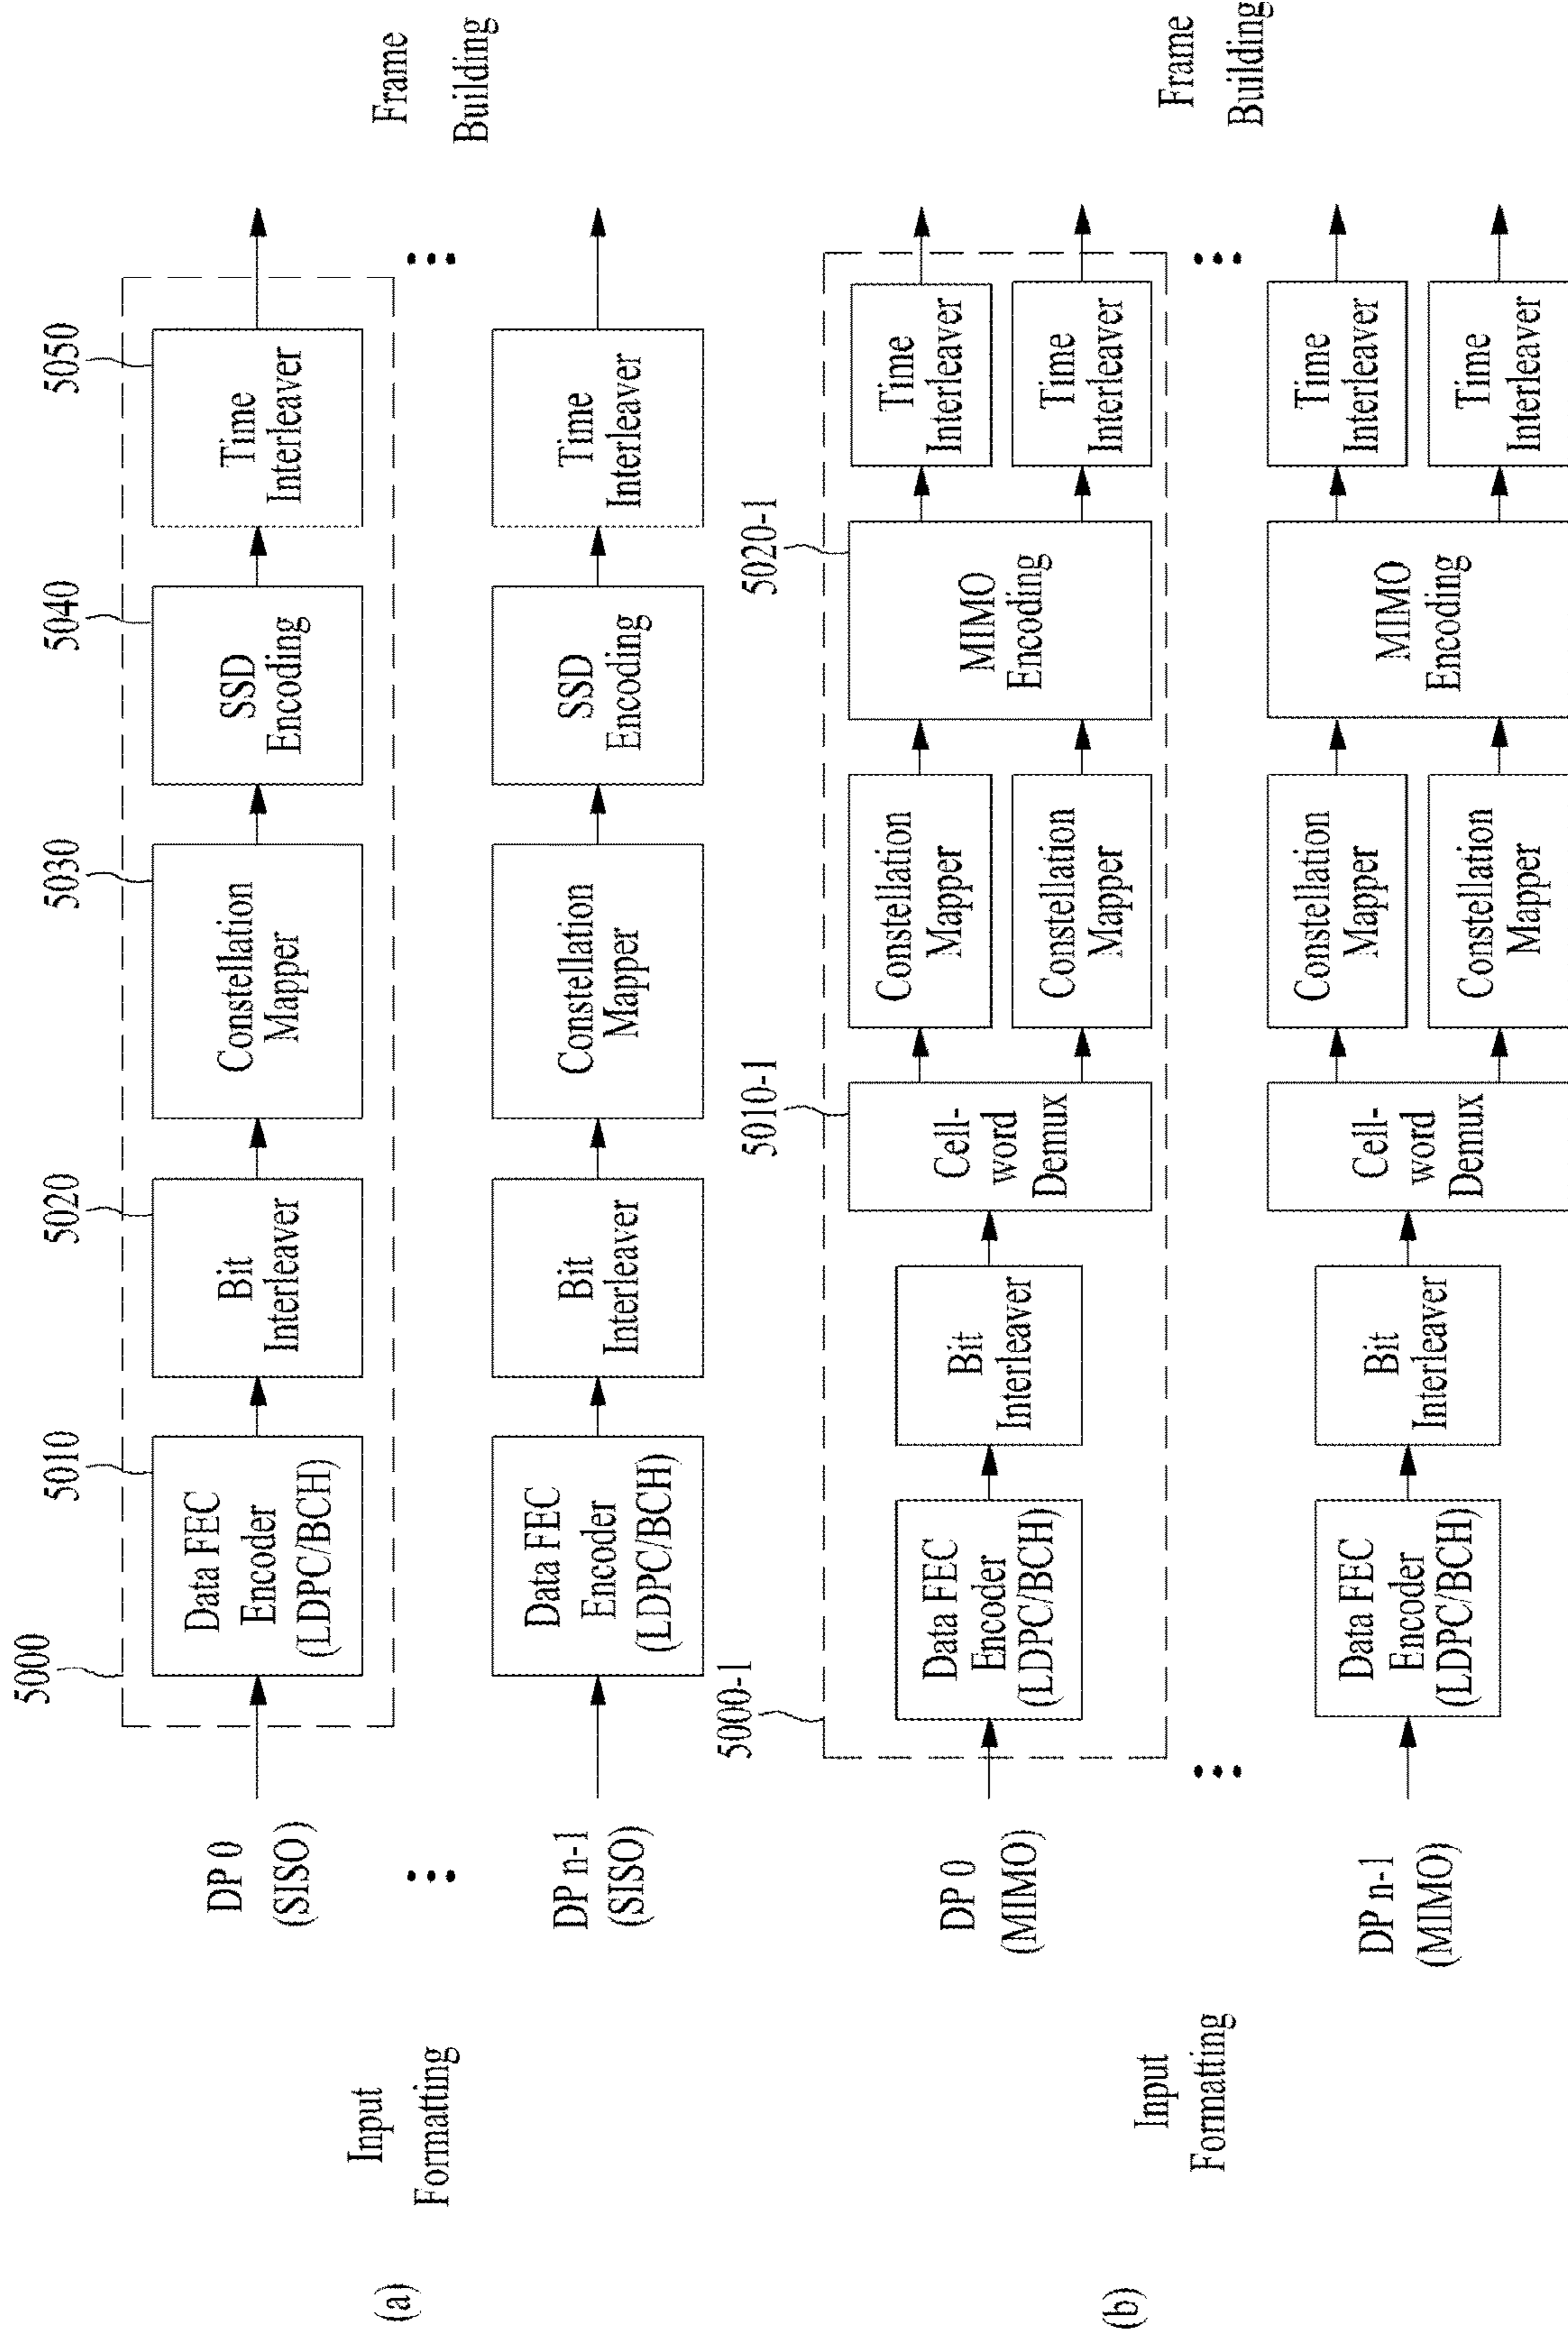 (a)
Input
Formatting
DP 0
(SISO)
5000
Data FEC
Encoder
(LDPC/BCH)
5010
Bit
Interleaver
5020
Constellation
Mapper
5030
SSD
Encoding
5040
Time
Interleaver
5050
Frame
Building
DP n-1
(SISO)
Data FEC
Encoder
(LDPC/BCH)
Bit
Interleaver
Constellation
Mapper
SSD
Encoding
Time
Interleaver
(b)
Input
Formatting
DP 0
(MIMO)
5000-1
Data FEC
Encoder
(LDPC/BCH)
Bit
Interleaver
5010-1
Cell-
word
Demux
Constellation
Mapper
Constellation
Mapper
5020-1
MIMO
Encoding
Time
Interleaver
Time
Interleaver
Frame
Building
DP n-1
(MIMO)
Data FEC
Encoder
(LDPC/BCH)
Bit
Interleaver
Cell-
word
Demux
Constellation
Mapper
Constellation
Mapper
MIMO
Encoding
Time
Interleaver
Time
Interleaver